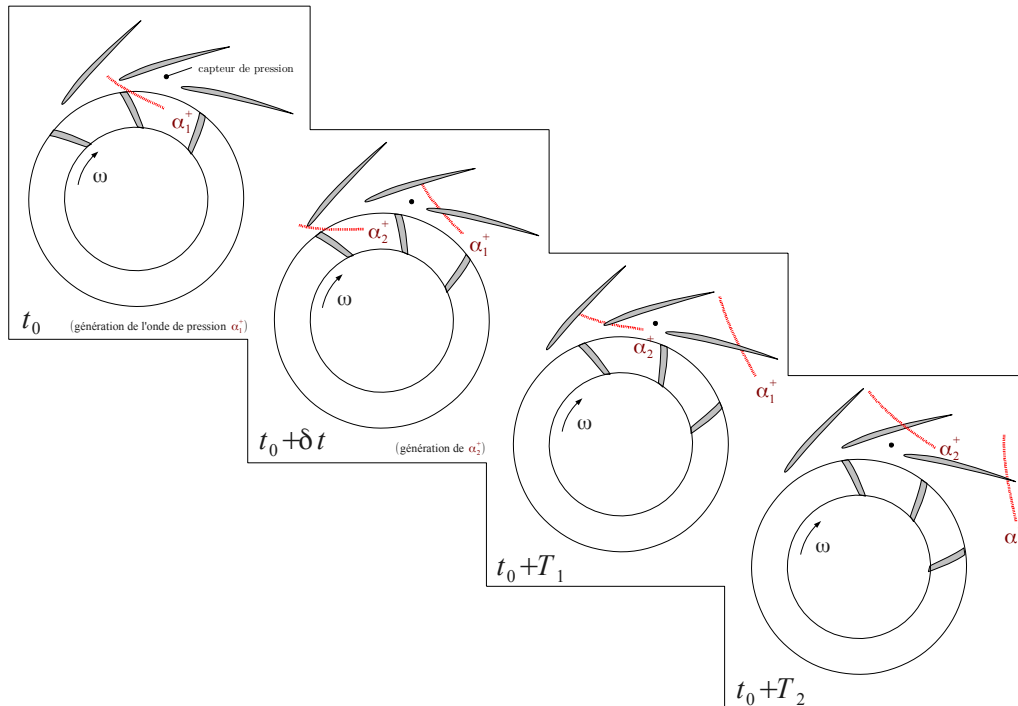 capteur de pression
α₁⁺
ω
t₀ (génération de l'onde de pression α₁⁺)
α₂⁺
α₁⁺
ω
t₀+δt (génération de α₂⁺)
α₂⁺
α₁⁺
ω
t₀+T₁
α₂⁺
α
ω
t₀+T₂